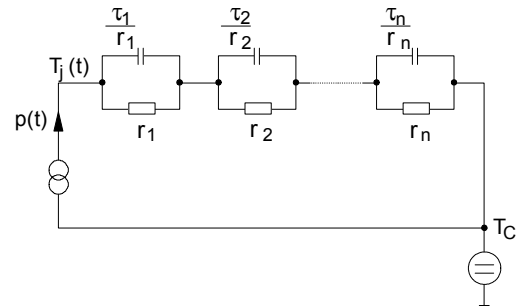 τ1 τ2 τn
r1 r2 rn
Tj (t)
r1 r2 rn
p(t)
TC